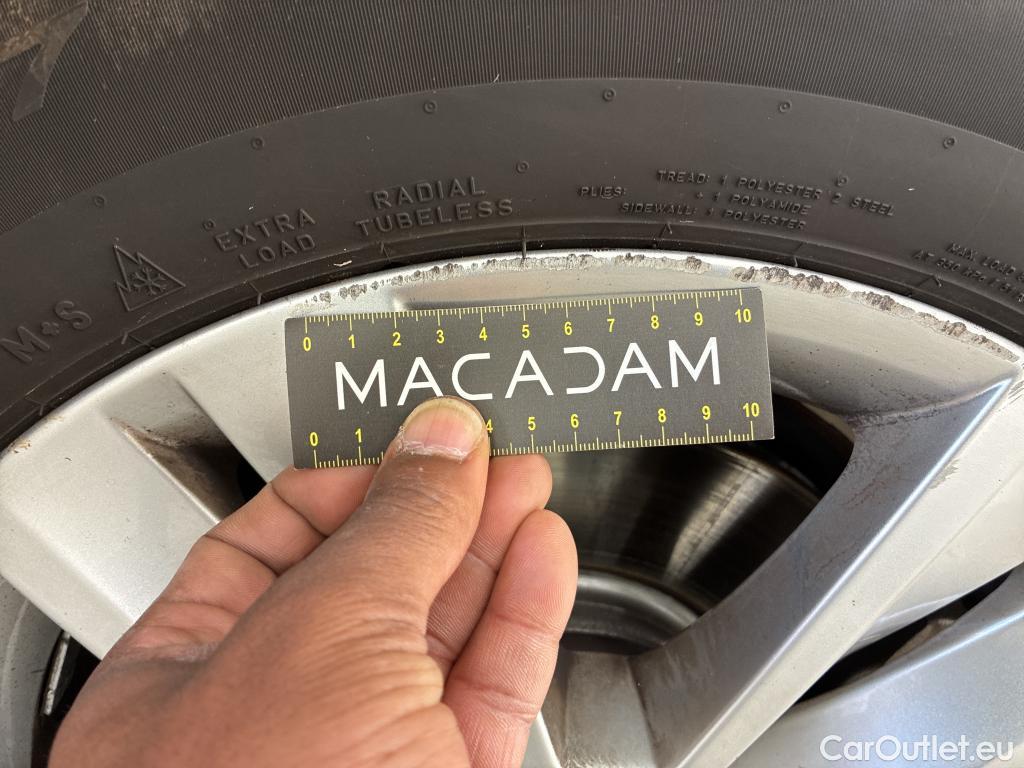 M+S
EXTRA
LOAD
RADIAL
TUBELESS
PLIES:
TREAD: 1 POLYESTER 2 STEEL
+ 1 POLYAMIDE
SIDEWALL: 1 POLYESTER
MAX LOAD
0 1 2 3 4 5 6 7 8 9 10
MACADAM
0 1 4 5 6 7 8 9 10
CarOutlet.eu